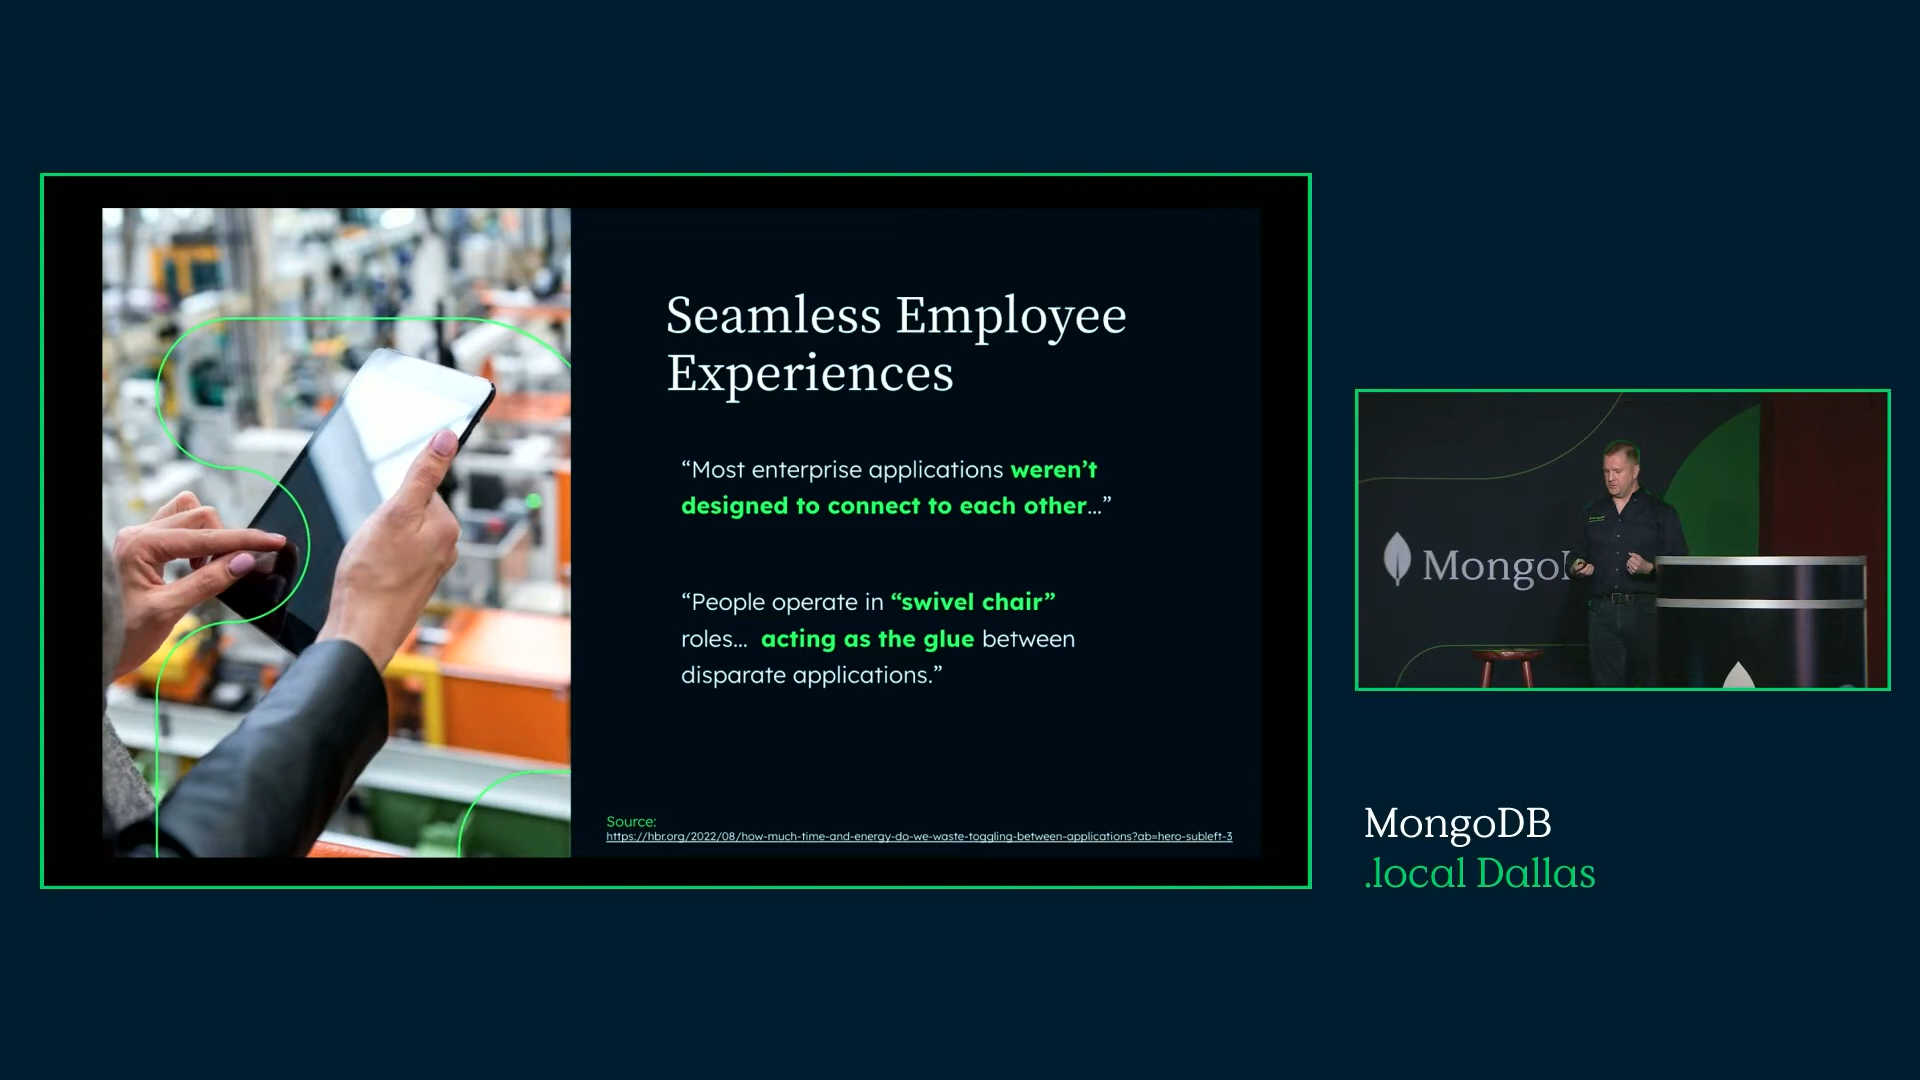 Seamless Employee
Experiences
“Most enterprise applications weren’t
designed to connect to each other...”
“People operate in “swivel chair”
roles... acting as the glue between
disparate applications.”
Source:
https://hbr.org/2022/08/how-much-time-and-energy-do-we-waste-toggling-between-applications?ab=hero-subleft-3
Mongo
MongoDB
.local Dallas